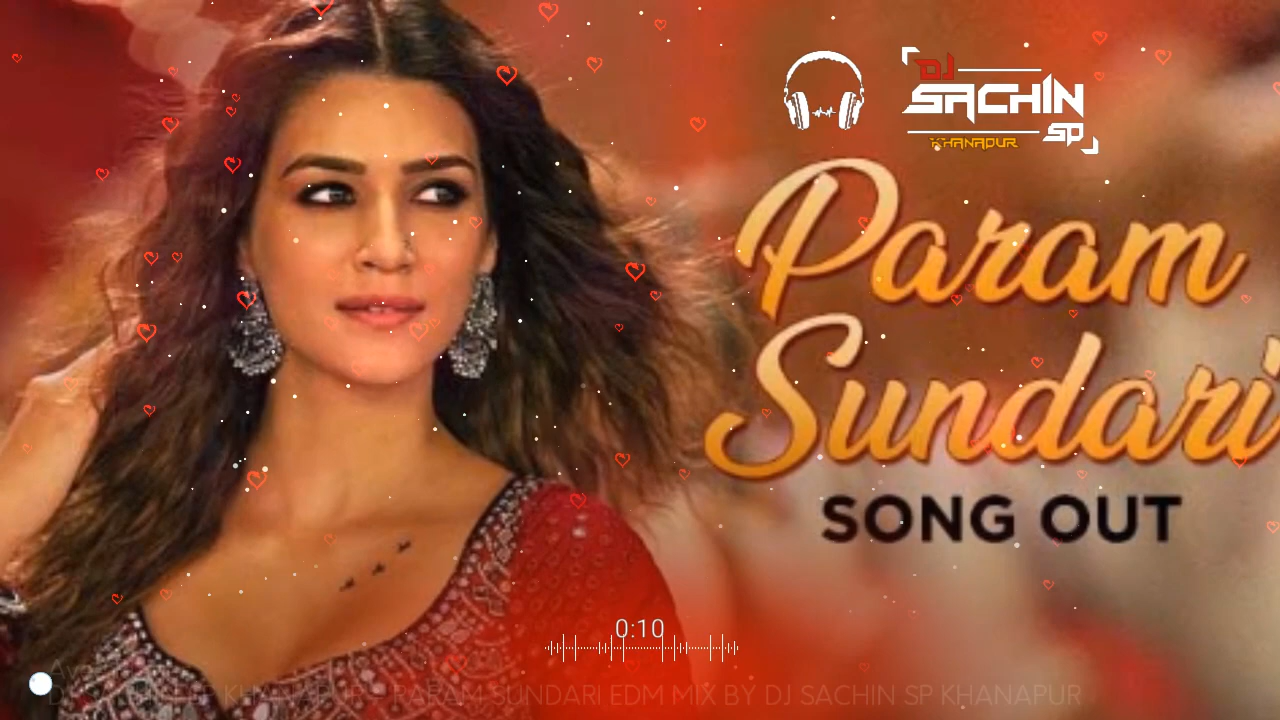 DJ
SACHIN
SP
KHANAPUR
Param
Sundari
SONG OUT
0:10
KHANAPUR - PARAM SUNDARI EDM MIX BY DJ SACHIN SP KHANAPUR